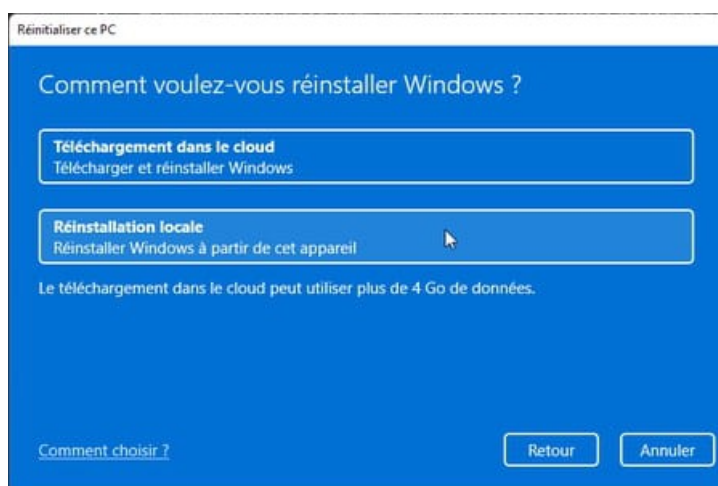 Réinitialiser ce PC
Comment voulez-vous réinstaller Windows ?
Téléchargement dans le cloud
Télécharger et réinstaller Windows
Réinstallation locale
Réinstaller Windows à partir de cet appareil
Le téléchargement dans le cloud peut utiliser plus de 4 Go de données.
Comment choisir ?
Retour
Annuler